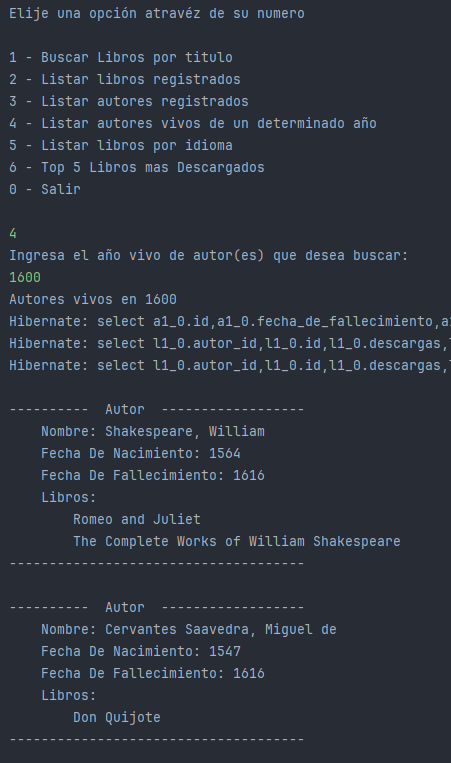 Elije una opción atravéz de su numero
1 - Buscar Libros por titulo
2 - Listar libros registrados
3 - Listar autores registrados
4 - Listar autores vivos de un determinado año
5 - Listar libros por idioma
6 - Top 5 Libros mas Descargados
0 - Salir
4
Ingresa el año vivo de autor(es) que desea buscar:
1600
Autores vivos en 1600
Hibernate: select a1_0.id,a1_0.fecha_de_fallecimiento,a
Hibernate: select l1_0.autor_id,l1_0.id,l1_0.descargas,l
Hibernate: select l1_0.autor_id,l1_0.id,l1_0.descargas,l
----------  Autor  ------------------
Nombre: Shakespeare, William
Fecha De Nacimiento: 1564
Fecha De Fallecimiento: 1616
Libros:
Romeo and Juliet
The Complete Works of William Shakespeare
-------------------------------------
----------  Autor  ------------------
Nombre: Cervantes Saavedra, Miguel de
Fecha De Nacimiento: 1547
Fecha De Fallecimiento: 1616
Libros:
Don Quijote
-------------------------------------